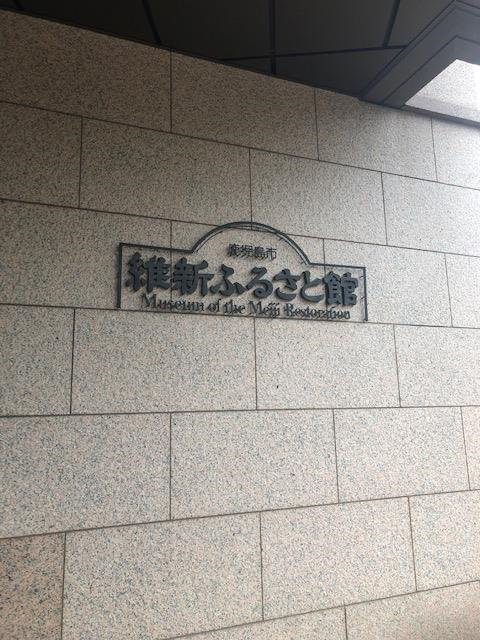 鹿児島市
維新ふるさと館
Museum of the Meiji Restoration